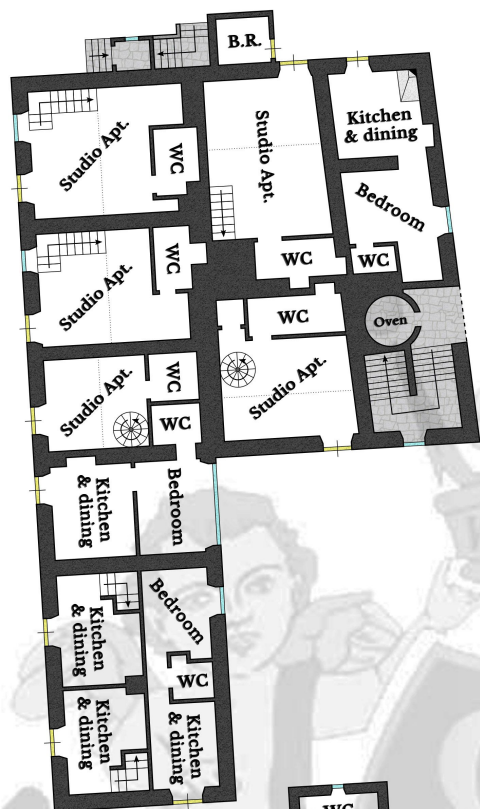 B.R.
Studio Apt.
WC
Studio Apt.
Kitchen
& dining
Bedroom
WC
WC
Studio Apt.
WC
Oven
WC
Studio Apt.
Studio Apt.
WC
WC
Kitchen
& dining
Bedroom
Kitchen
& dining
Bedroom
WC
Kitchen
& dining
Kitchen
& dining
WC